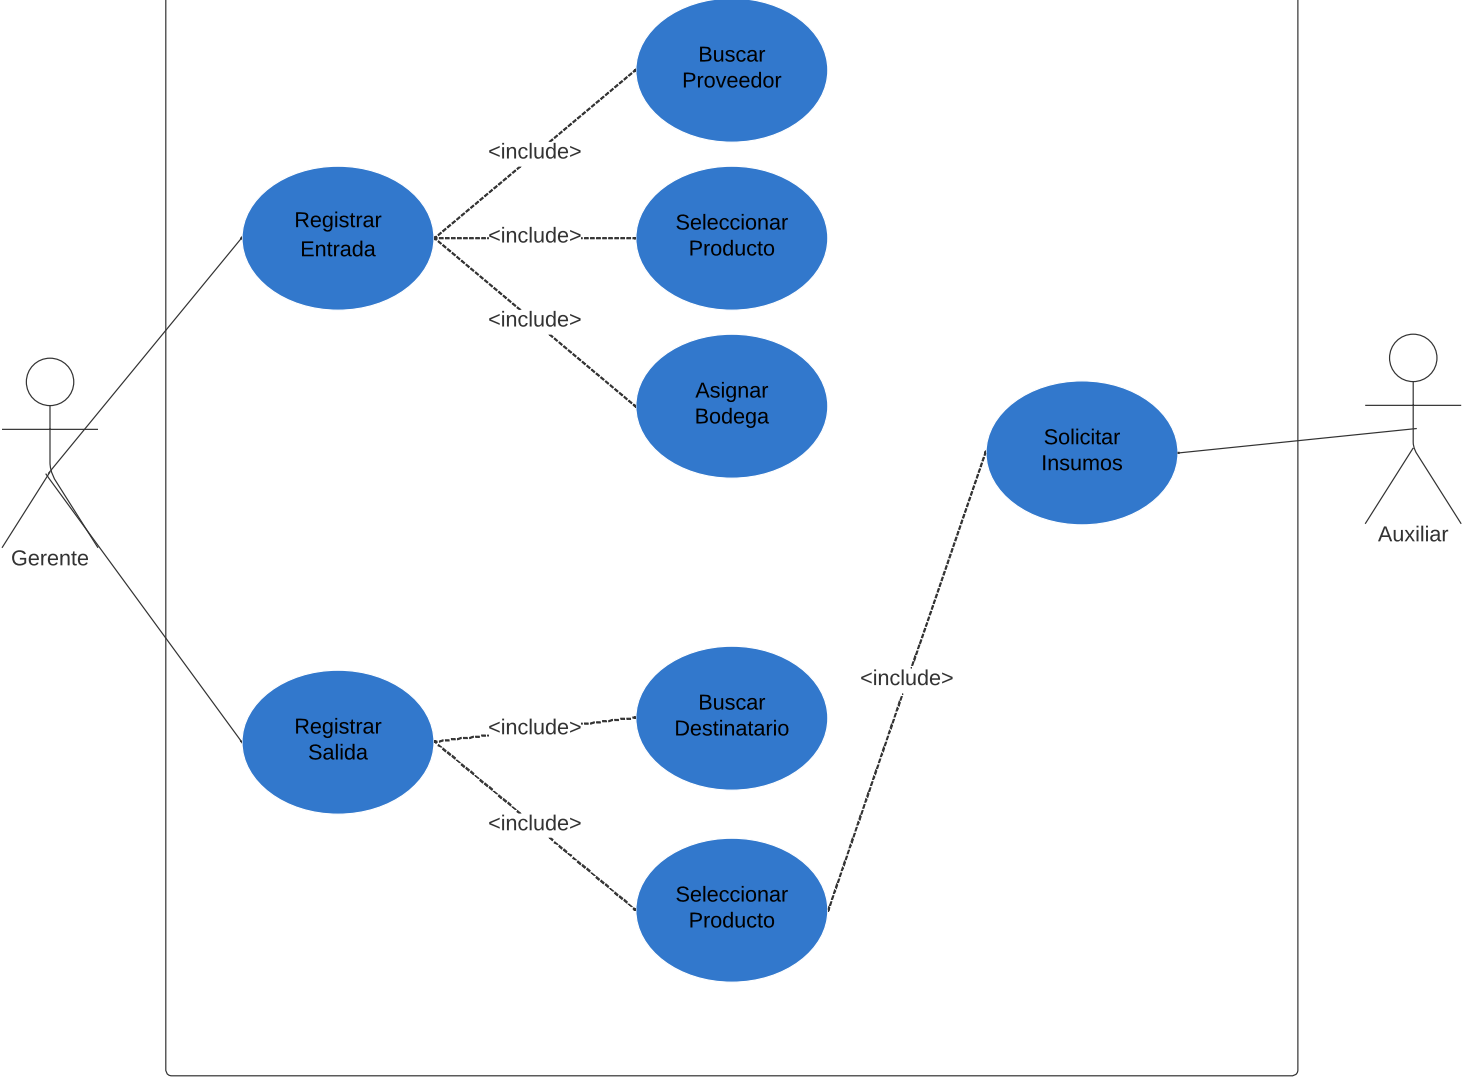 Buscar
Proveedor
<include>
Registrar
Entrada
<include>
Seleccionar
Producto
<include>
Asignar
Bodega
Solicitar
Insumos
Gerente
Auxiliar
<include>
Registrar
Salida
<include>
Buscar
Destinatario
<include>
Seleccionar
Producto